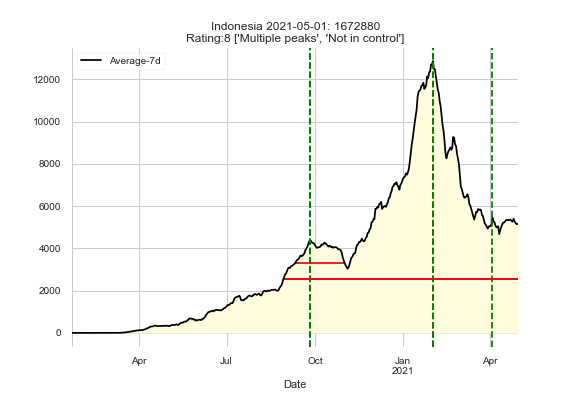 Indonesia 2021-05-01: 1672880
Rating:8 ['Multiple peaks', 'Not in control']
Average-7d
12000
10000
8000
6000
4000
2000
0
Apr
Jul
Oct
Jan
2021
Apr
Date